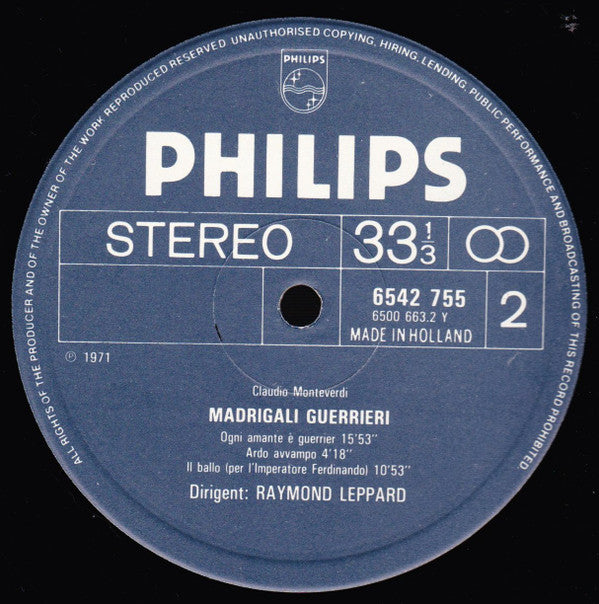 ALL RIGHTS OF THE PRODUCER AND OF THE OWNER OF THE WORK REPRODUCED RESERVED UNAUTHORISED COPYING, HIRING, LENDING, PUBLIC PERFORMANCE AND BROADCASTING OF THIS RECORD PROHIBITED.
PHILIPS
PHILIPS
STEREO 33 1/3
6542 755
6500 663.2 Y
MADE IN HOLLAND
2
℗ 1971
Claudio Monteverdi
MADRIGALI GUERRIERI
Ogni amante è guerrier 15'53''
Ardo avvampo 4'18''
Il ballo (per l'Imperatore Ferdinando) 10'53''
Dirigent: RAYMOND LEPPARD